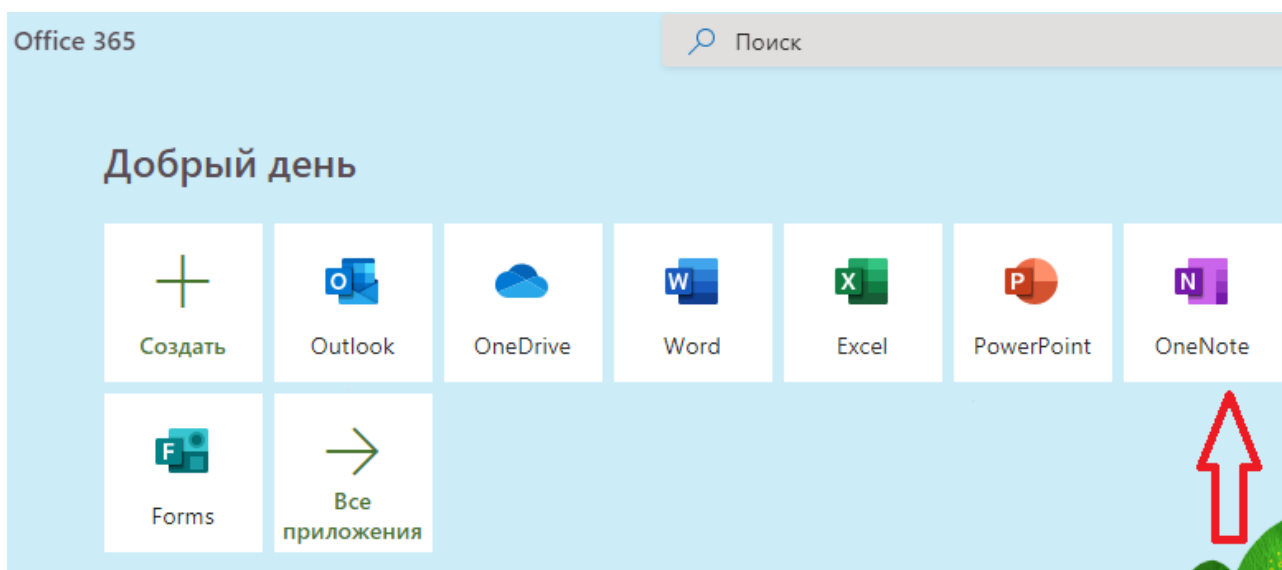 Office 365
Поиск
Добрый день
Создать
Outlook
OneDrive
Word
Excel
PowerPoint
OneNote
Forms
Все
приложения